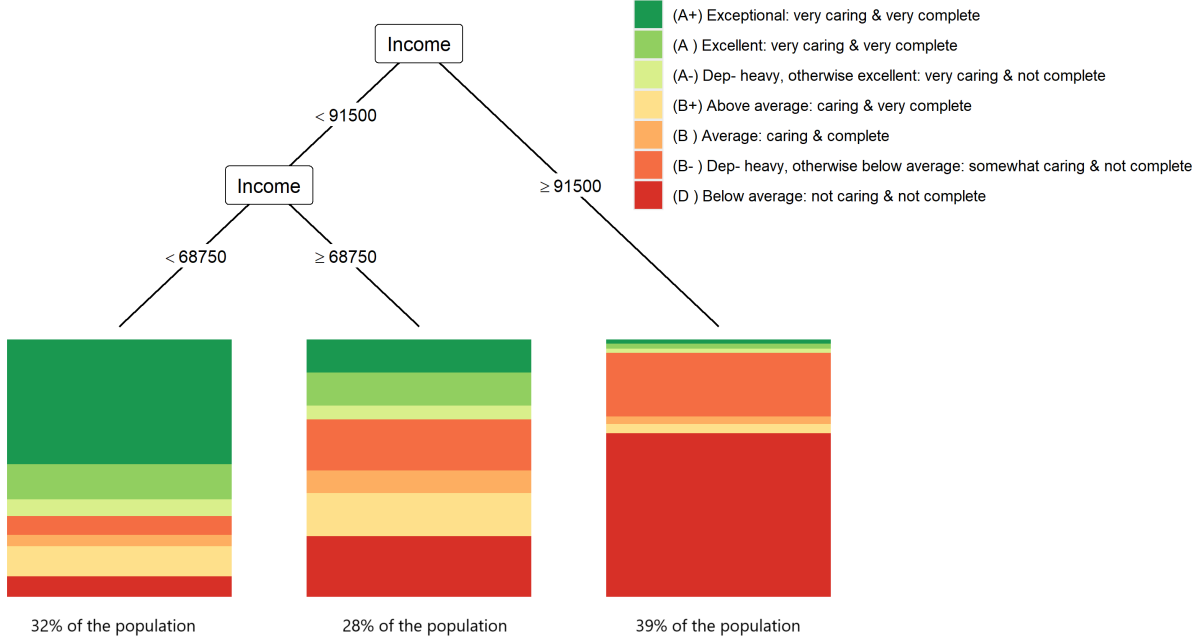 (A+) Exceptional: very caring & very complete
Income
(A ) Excellent: very caring & very complete
(A-) Dep- heavy, otherwise excellent: very caring & not complete
(B+) Above average: caring & very complete
< 91500
(B ) Average: caring & complete
(B- ) Dep- heavy, otherwise below average: somewhat caring & not complete
Income
≥ 91500
(D ) Below average: not caring & not complete
< 68750
≥ 68750
32% of the population
28% of the population
39% of the population